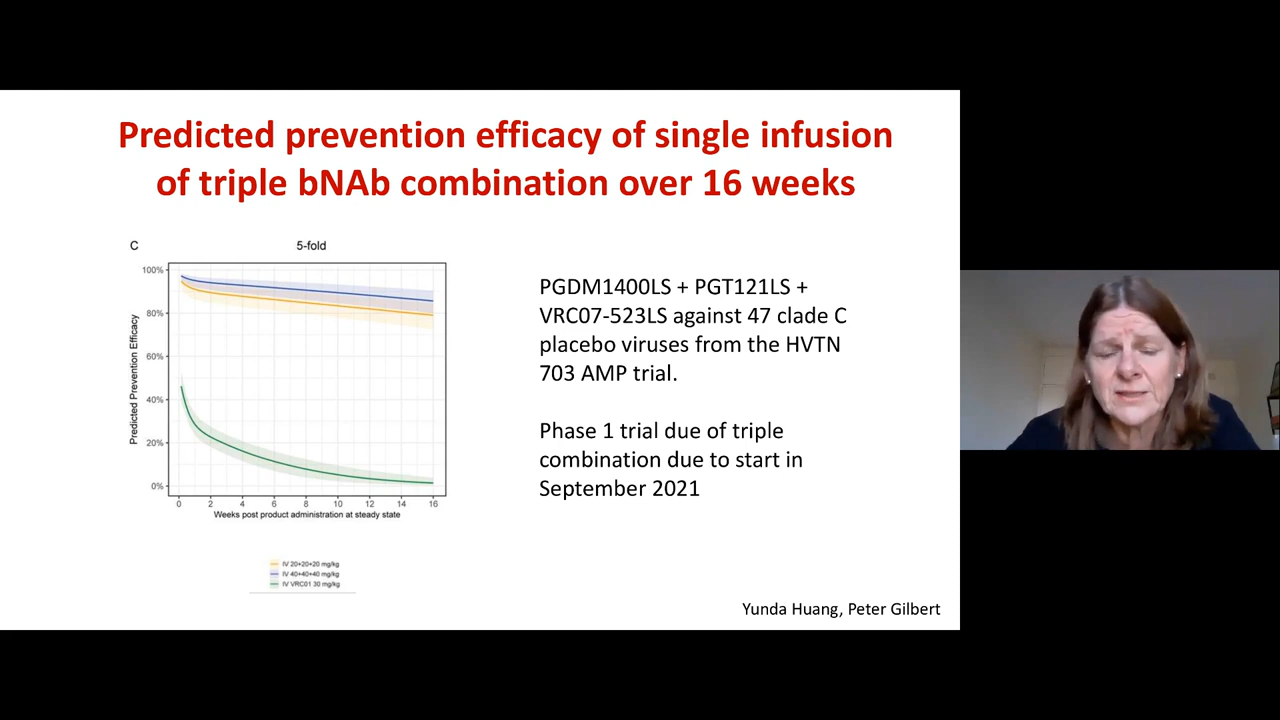 Predicted prevention efficacy of single infusion
of triple bNAb combination over 16 weeks
C
5-fold
100%
80%
60%
40%
20%
0%
Predicted Prevention Efficacy
0 2 4 6 8 10 12 14 16
Weeks post product administration at steady state
IV 20+20+20 mg/kg
IV 40+40+40 mg/kg
IV VRC01 30 mg/kg
PGDM1400LS + PGT121LS +
VRC07-523LS against 47 clade C
placebo viruses from the HVTN
703 AMP trial.
Phase 1 trial due of triple
combination due to start in
September 2021
Yunda Huang, Peter Gilbert